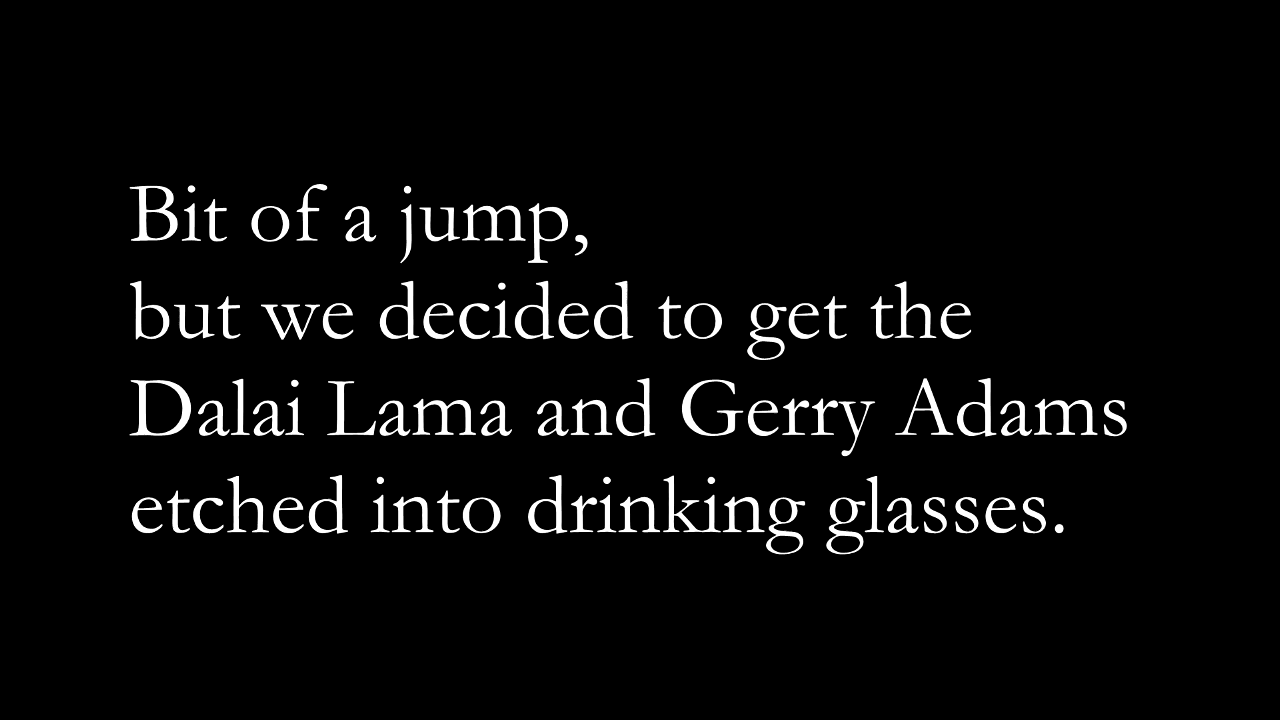 Bit of a jump,
but we decided to get the
Dalai Lama and Gerry Adams
etched into drinking glasses.